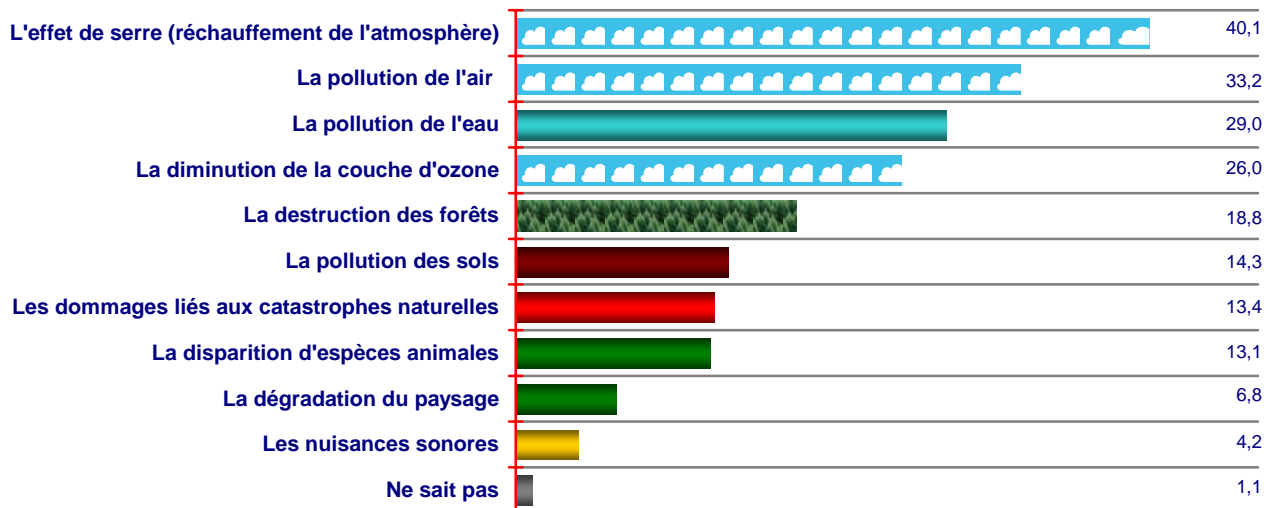 L'effet de serre (réchauffement de l'atmosphère) 40,1
La pollution de l'air 33,2
La pollution de l'eau 29,0
La diminution de la couche d'ozone 26,0
La destruction des forêts 18,8
La pollution des sols 14,3
Les dommages liés aux catastrophes naturelles 13,4
La disparition d'espèces animales 13,1
La dégradation du paysage 6,8
Les nuisances sonores 4,2
Ne sait pas 1,1